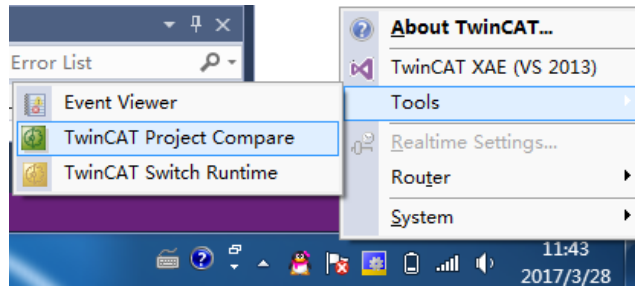 Error List
Event Viewer
TwinCAT Project Compare
TwinCAT Switch Runtime
About TwinCAT...
TwinCAT XAE (VS 2013)
Tools
Realtime Settings...
Router
System
11:43
2017/3/28